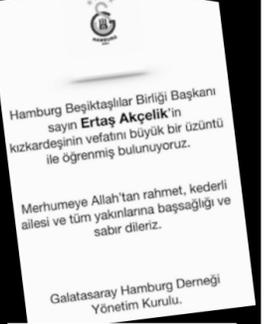 HAMBURG
Hamburg Beşiktaşlılar Birliği Başkanı
sayın Ertaş Akçelik'in
kızkardeşinin vefatını büyük bir üzüntü
ile öğrenmiş bulunuyoruz.
Merhumeye Allah'tan rahmet, kederli
ailesi ve tüm yakınlarına başsağlığı ve
sabır dileriz.
Galatasaray Hamburg Derneği
Yönetim Kurulu.